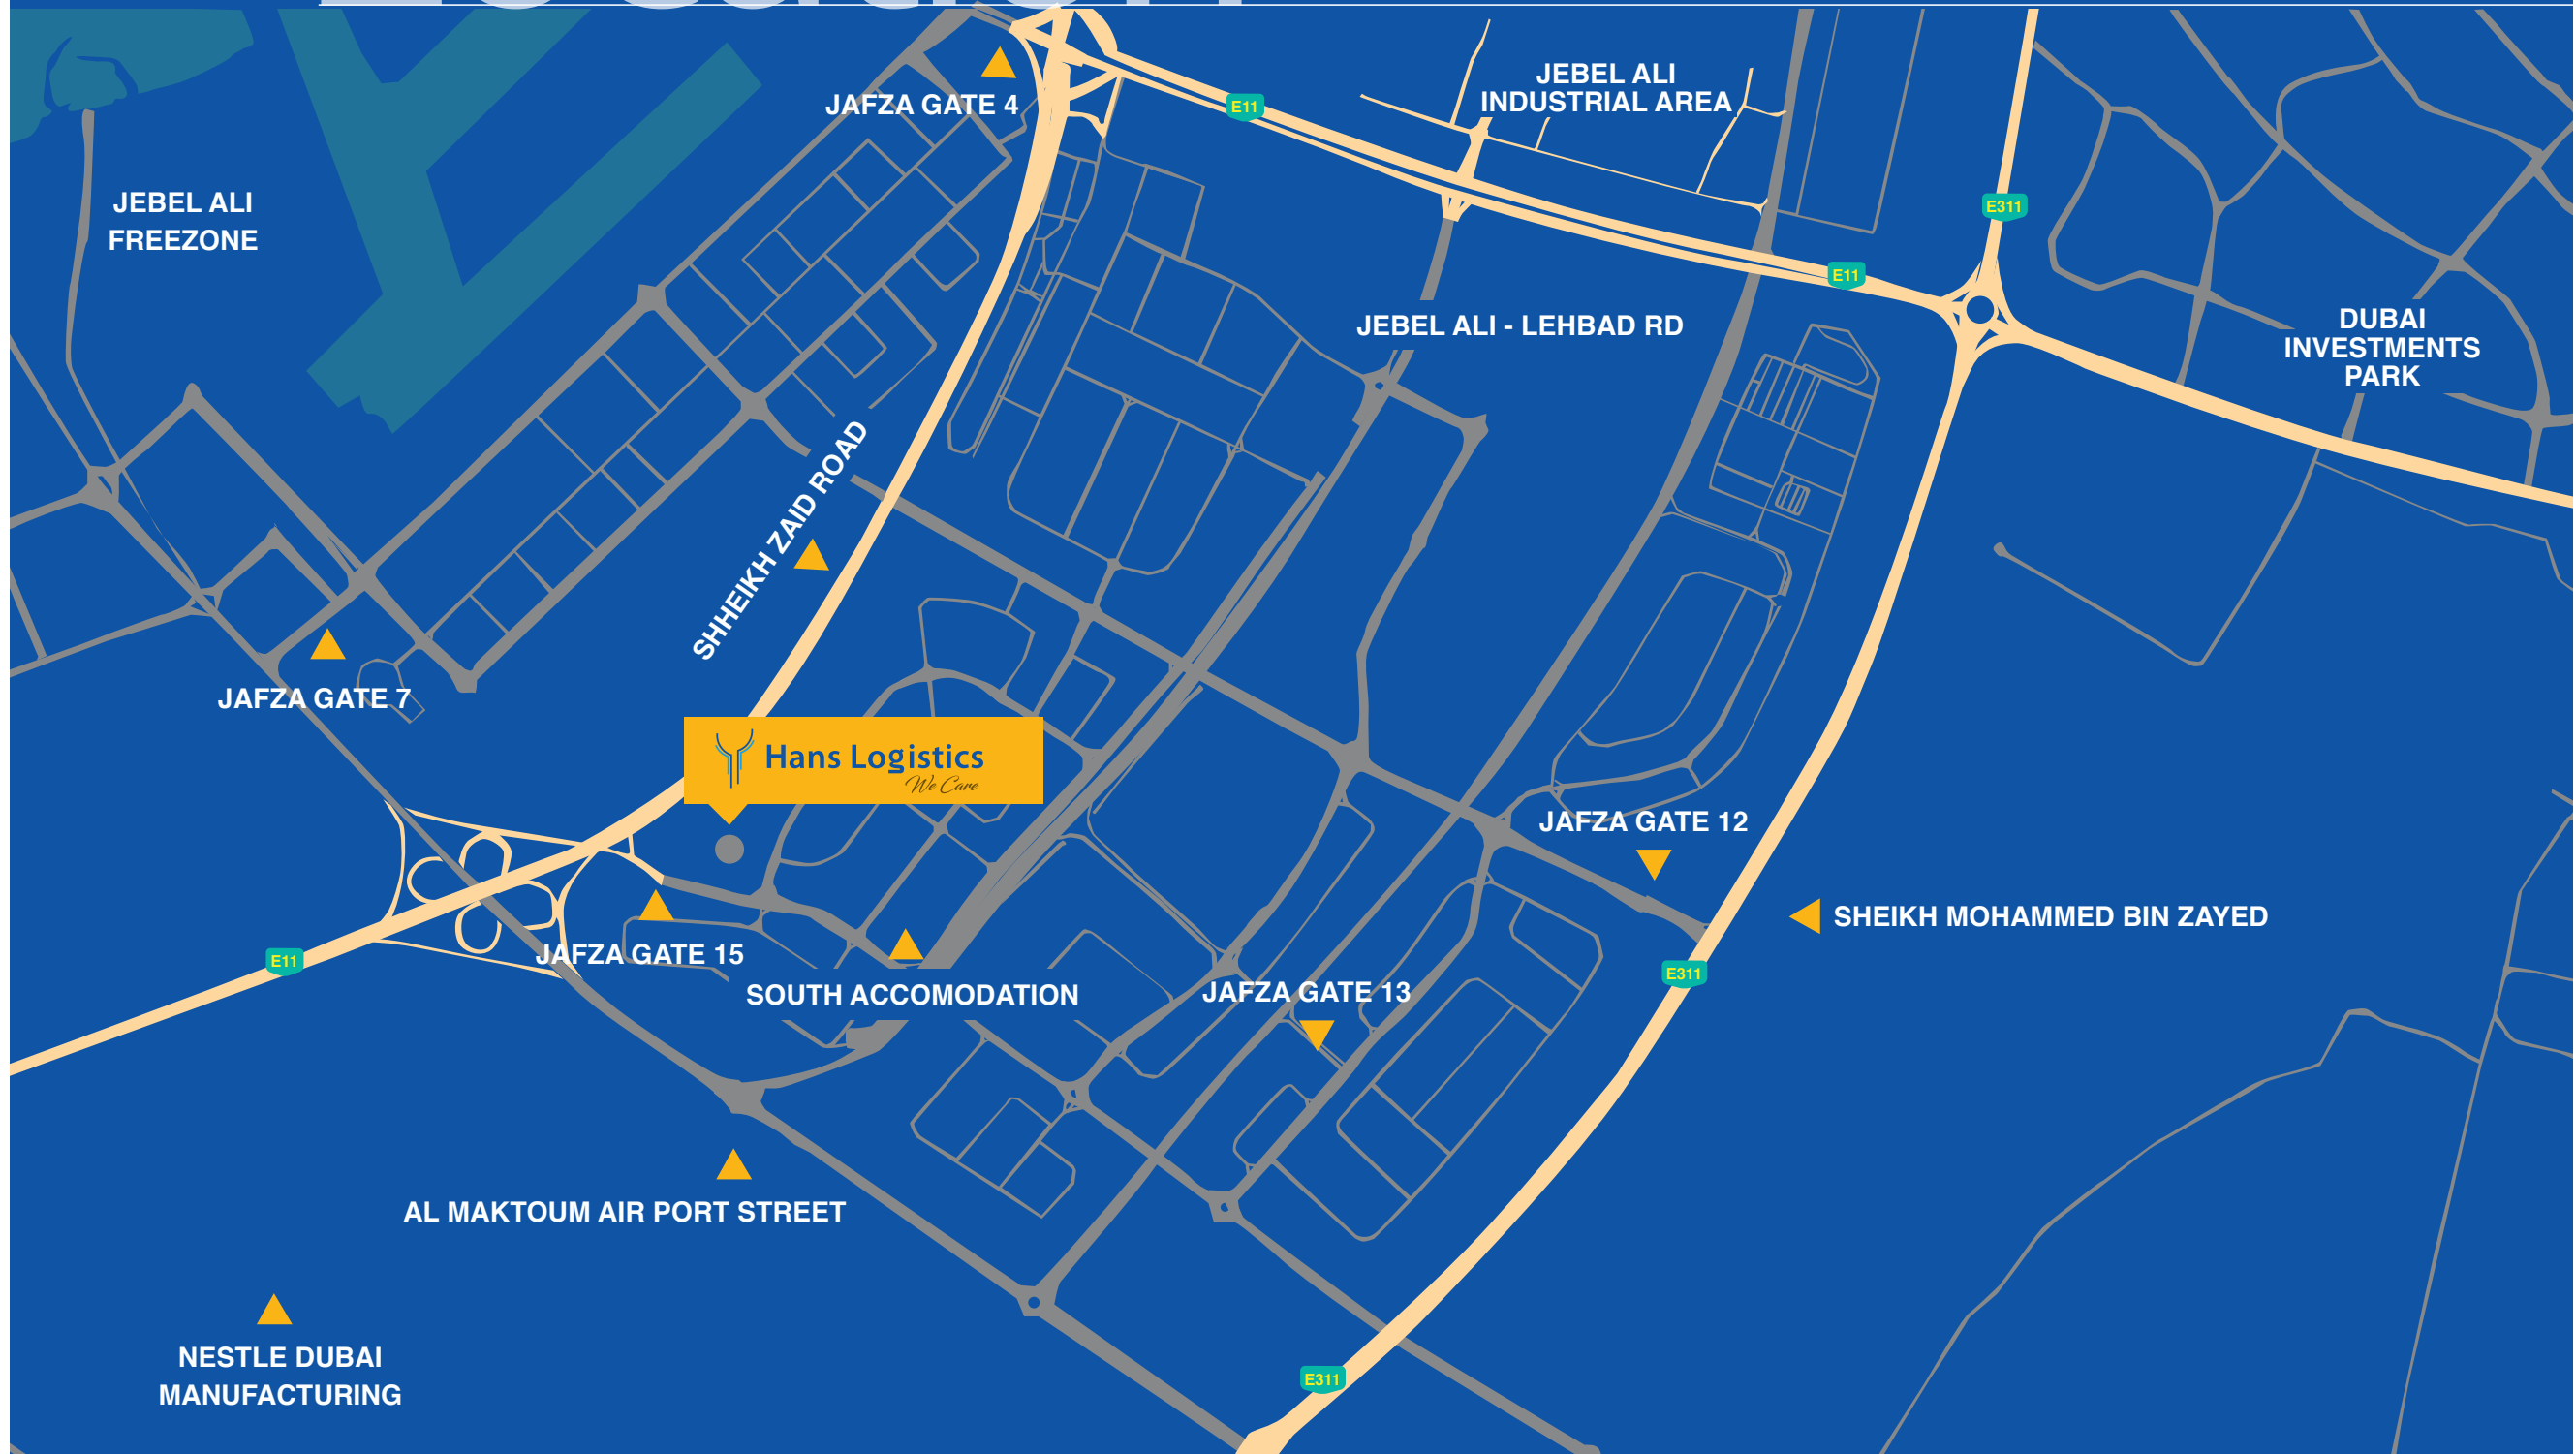 JAFZA GATE 4
E11
JEBEL ALI
INDUSTRIAL AREA
JEBEL ALI
FREEZONE
E311
E11
JEBEL ALI - LEHBAD RD
DUBAI
INVESTMENTS
PARK
SHHEIKH ZAID ROAD
JAFZA GATE 7
Hans Logistics
We Care
JAFZA GATE 12
SHEIKH MOHAMMED BIN ZAYED
E11
JAFZA GATE 15
E311
SOUTH ACCOMODATION
JAFZA GATE 13
AL MAKTOUM AIR PORT STREET
NESTLE DUBAI
MANUFACTURING
E311